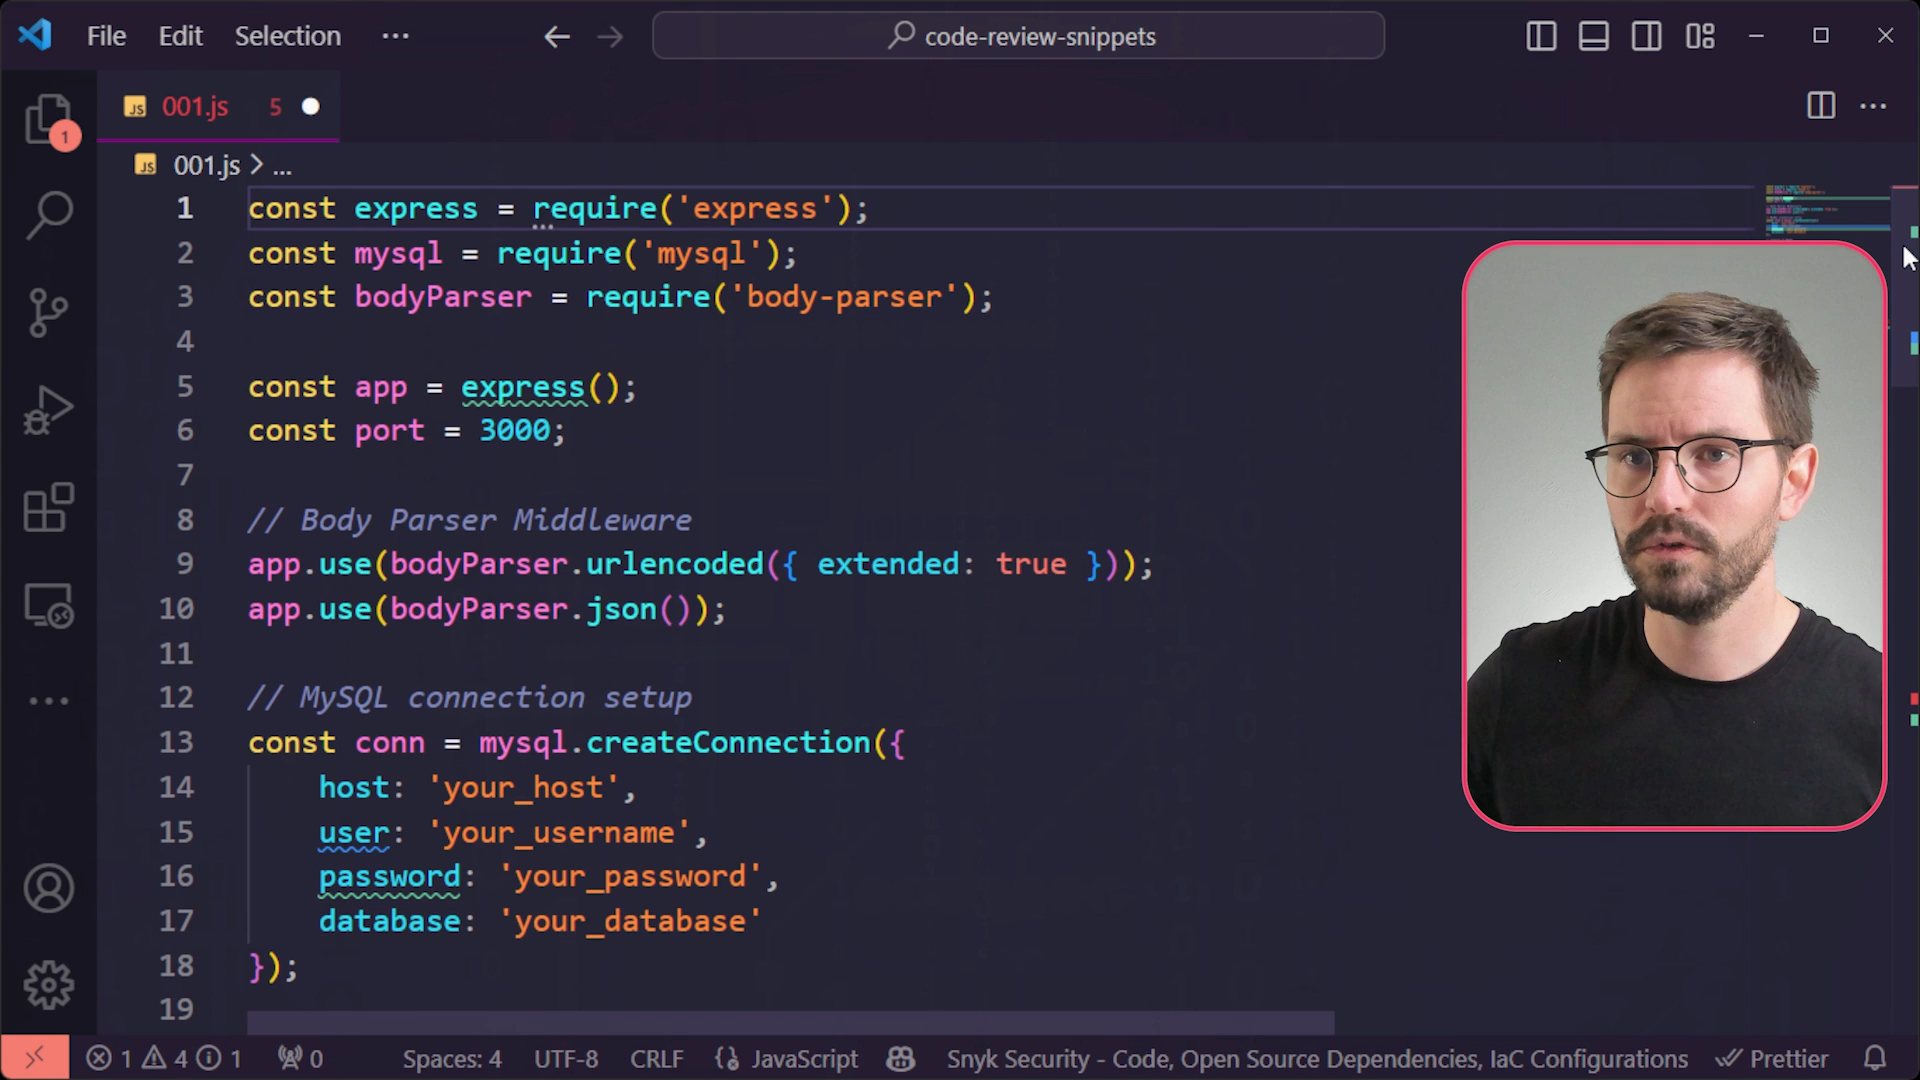 File Edit Selection ... code-review-snippets
JS 001.js 5
1
JS 001.js > ...
1 const express = require('express');
2 const mysql = require('mysql');
3 const bodyParser = require('body-parser');
4
5 const app = express();
6 const port = 3000;
7
8 // Body Parser Middleware
9 app.use(bodyParser.urlencoded({ extended: true }));
10 app.use(bodyParser.json());
11
12 // MySQL connection setup
13 const conn = mysql.createConnection({
14 host: 'your_host',
15 user: 'your_username',
16 password: 'your_password',
17 database: 'your_database'
18 });
19
1 4 1 0 Spaces: 4 UTF-8 CRLF {} JavaScript Snyk Security - Code, Open Source Dependencies, IaC Configurations Prettier